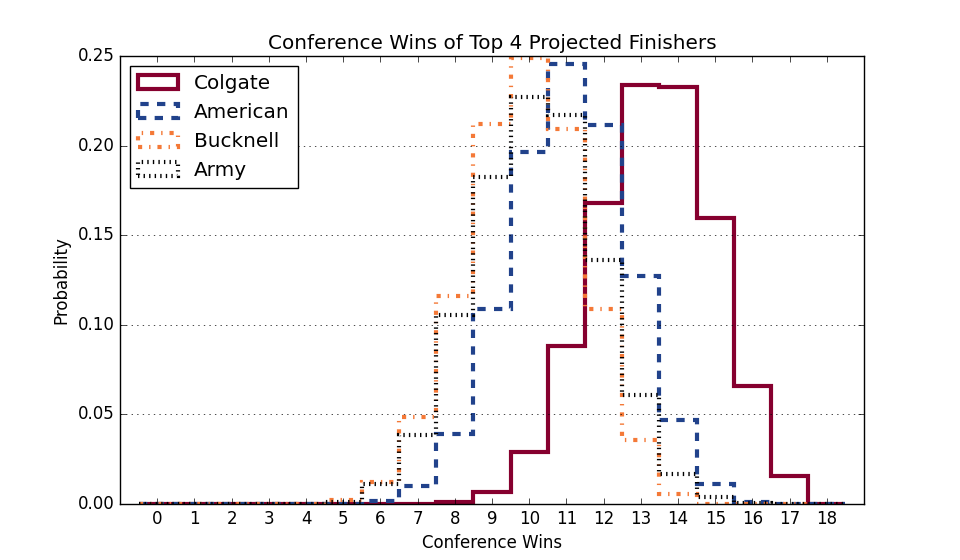 Conference Wins of Top 4 Projected Finishers
Colgate
American
Bucknell
Army
0.25
0.20
0.15
0.10
0.05
0.00
Probability
0 1 2 3 4 5 6 7 8 9 10 11 12 13 14 15 16 17 18
Conference Wins